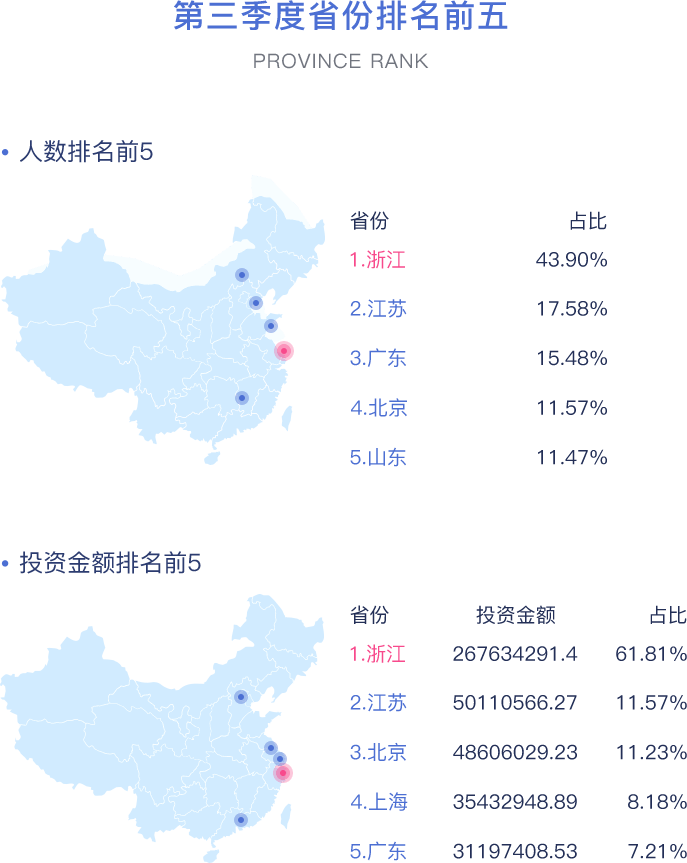 第三季度省份排名前五
PROVINCE RANK
人数排名前5
省份 占比
1.浙江 43.90%
2.江苏 17.58%
3.广东 15.48%
4.北京 11.57%
5.山东 11.47%
投资金额排名前5
省份 投资金额 占比
1.浙江 267634291.4 61.81%
2.江苏 50110566.27 11.57%
3.北京 48606029.23 11.23%
4.上海 35432948.89 8.18%
5.广东 31197408.53 7.21%